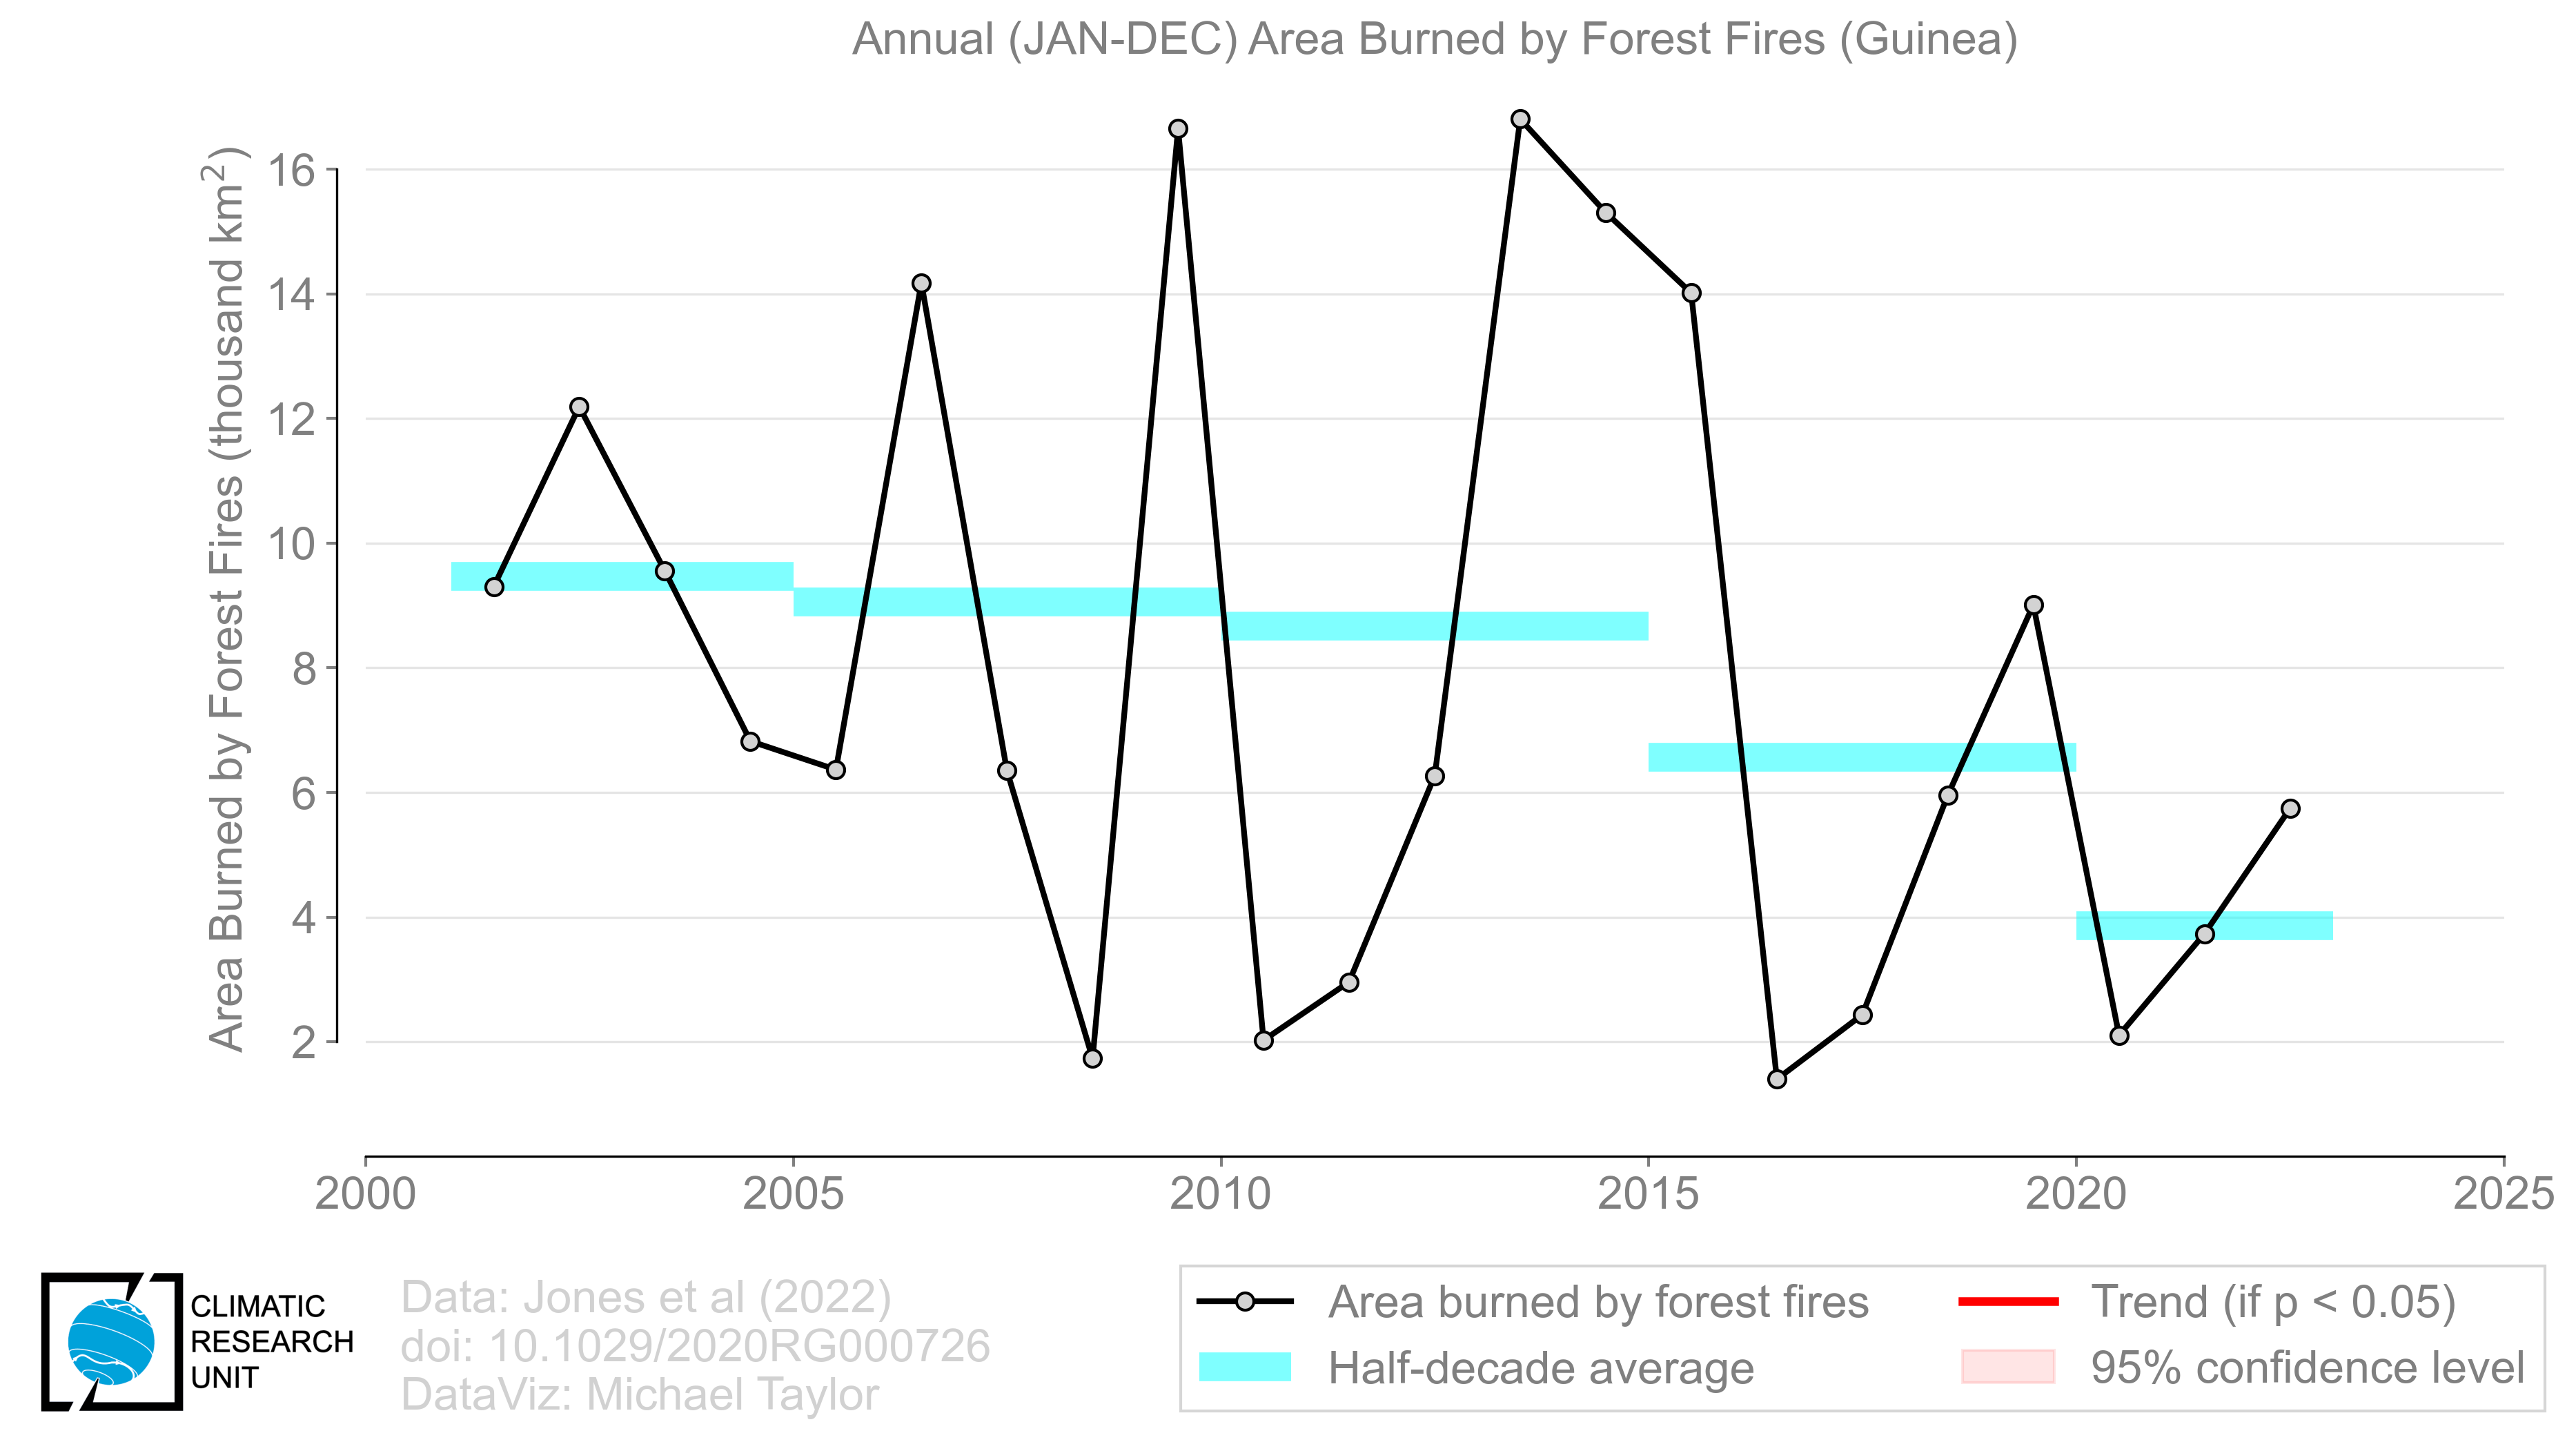 Annual (JAN-DEC) Area Burned by Forest Fires (Guinea)
Area Burned by Forest Fires (thousand km²)
16
14
12
10
8
6
4
2
2000 2005 2010 2015 2020 2025
CLIMATIC
RESEARCH
UNIT
Data: Jones et al (2022)
doi: 10.1029/2020RG000726
DataViz: Michael Taylor
Area burned by forest fires
Half-decade average
Trend (if p < 0.05)
95% confidence level